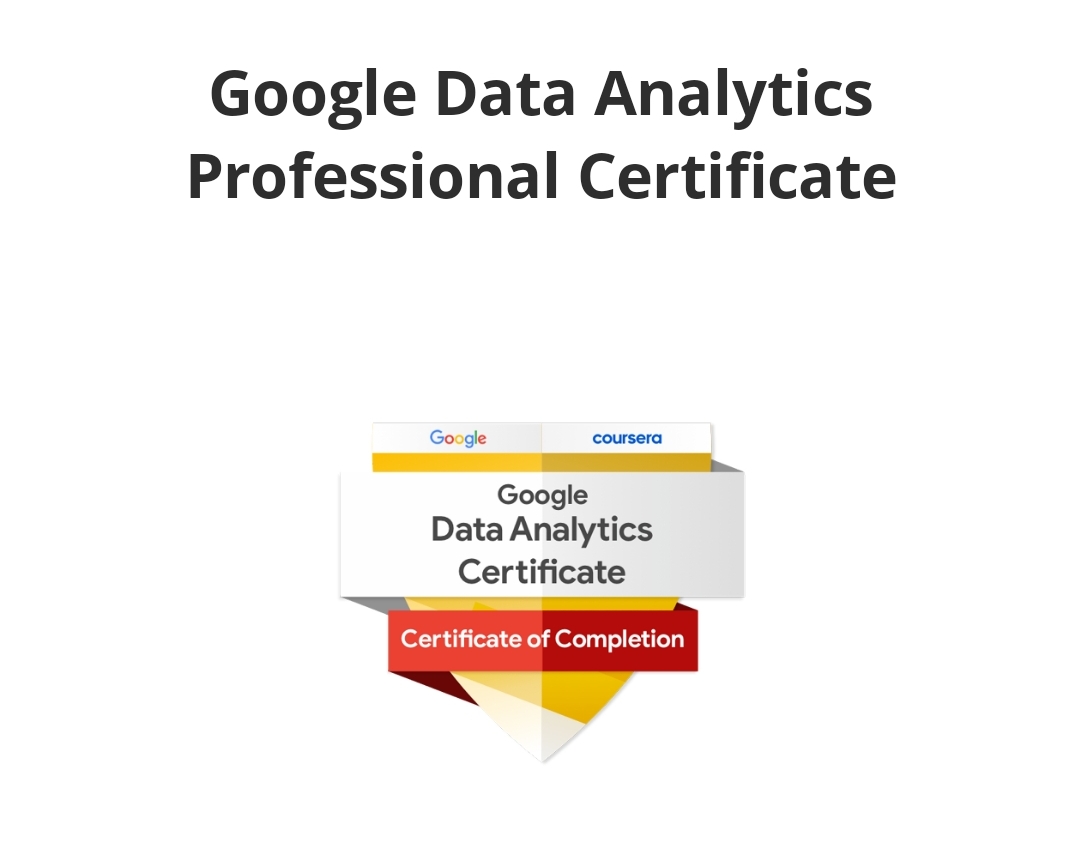 Google Data Analytics
Professional Certificate
Google coursera
Google
Data Analytics
Certificate
Certificate of Completion